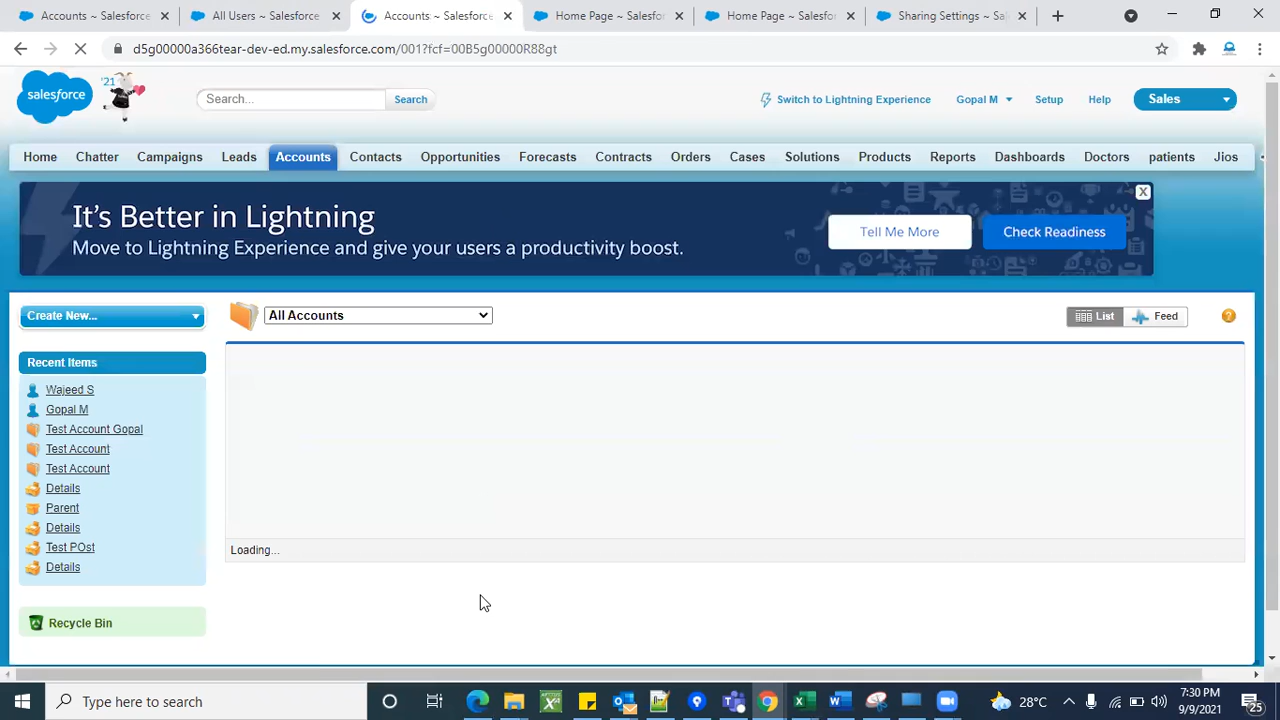 Accounts ~ Salesforce
All Users ~ Salesforce
Accounts ~ Salesforce
Home Page ~ Salesfor
Home Page ~ Salesfor
Sharing Settings ~ Sal
d5g00000a366tear-dev-ed.my.salesforce.com/001?fcf=00B5g00000R88gt
salesforce
'21
Search...
Search
Switch to Lightning Experience
Gopal M
Setup
Help
Sales
Home
Chatter
Campaigns
Leads
Accounts
Contacts
Opportunities
Forecasts
Contracts
Orders
Cases
Solutions
Products
Reports
Dashboards
Doctors
patients
Jios
It's Better in Lightning
Move to Lightning Experience and give your users a productivity boost.
Tell Me More
Check Readiness
X
Create New...
All Accounts
List
Feed
?
Recent Items
Wajeed S
Gopal M
Test Account Gopal
Test Account
Test Account
Details
Parent
Details
Test POst
Details
Loading...
Recycle Bin
Type here to search
28°C
7:30 PM
9/9/2021
25